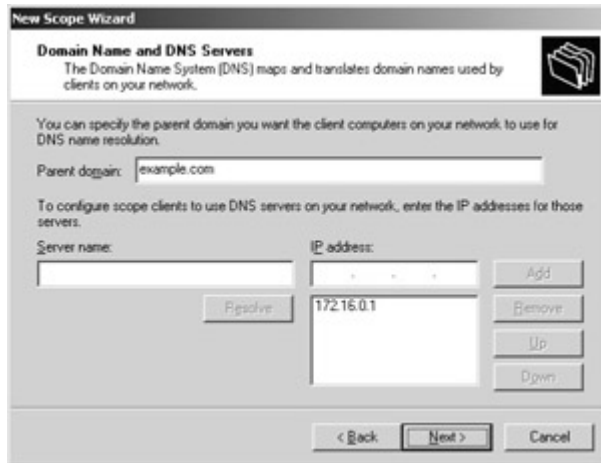 New Scope Wizard
Domain Name and DNS Servers
The Domain Name System (DNS) maps and translates domain names used by
clients on your network.
You can specify the parent domain you want the client computers on your network to use for
DNS name resolution.
Parent domain: example.com
To configure scope clients to use DNS servers on your network, enter the IP addresses for those
servers.
Server name: IP address:
. . . Add
Resolve 172.16.0.1 Remove
Up
Down
< Back Next > Cancel